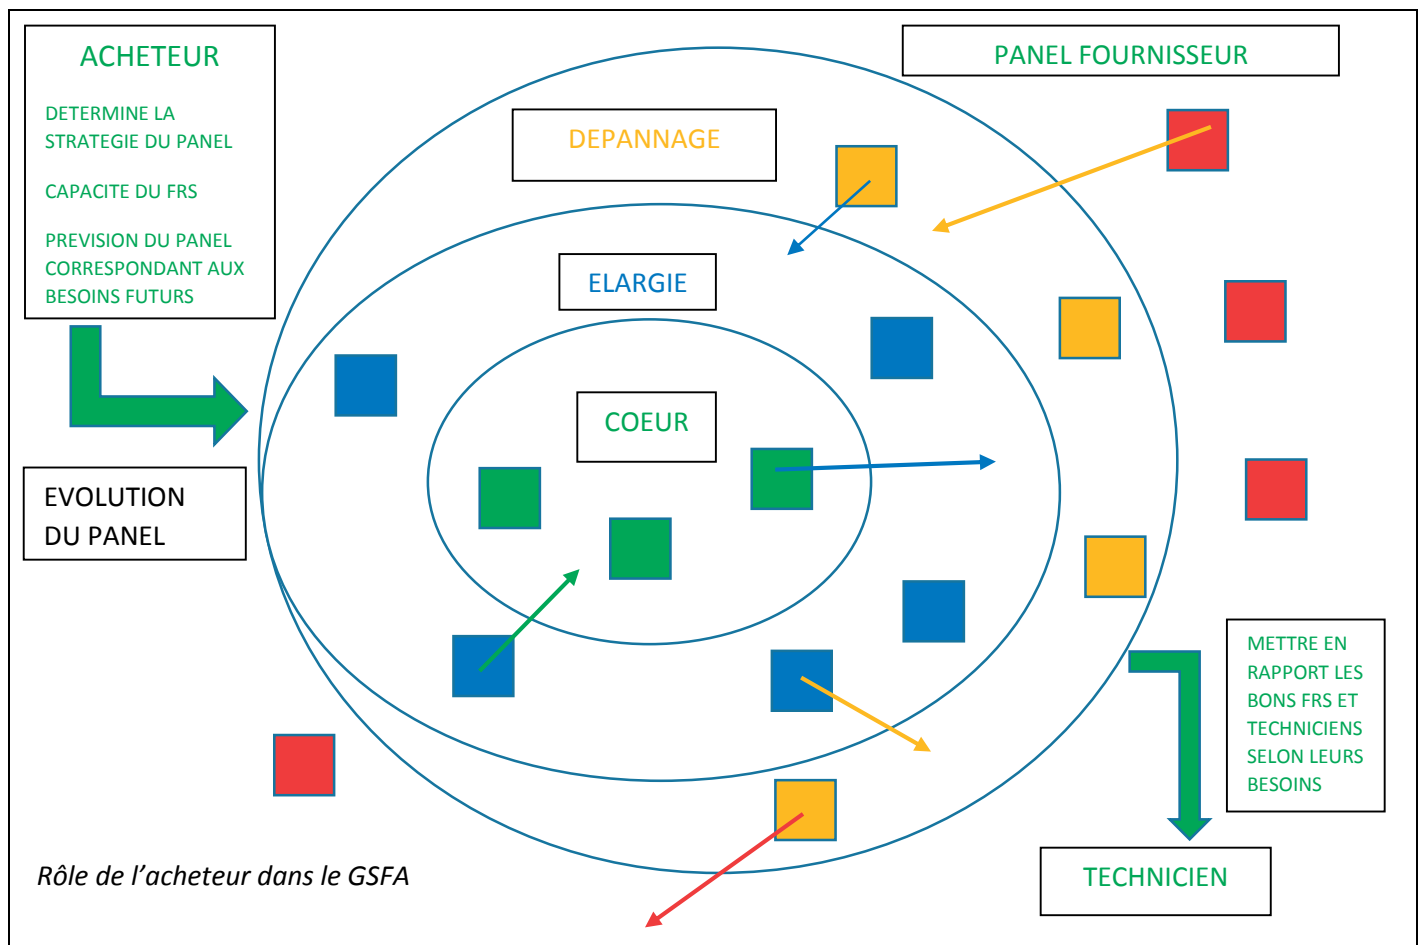 ACHETEUR
DETERMINE LA
STRATEGIE DU PANEL
CAPACITE DU FRS
PREVISION DU PANEL
CORRESPONDANT AUX
BESOINS FUTURS
PANEL FOURNISSEUR
DEPANNAGE
ELARGIE
COEUR
EVOLUTION
DU PANEL
METTRE EN
RAPPORT LES
BONS FRS ET
TECHNICIENS
SELON LEURS
BESOINS
TECHNICIEN
Rôle de l’acheteur dans le GSFA